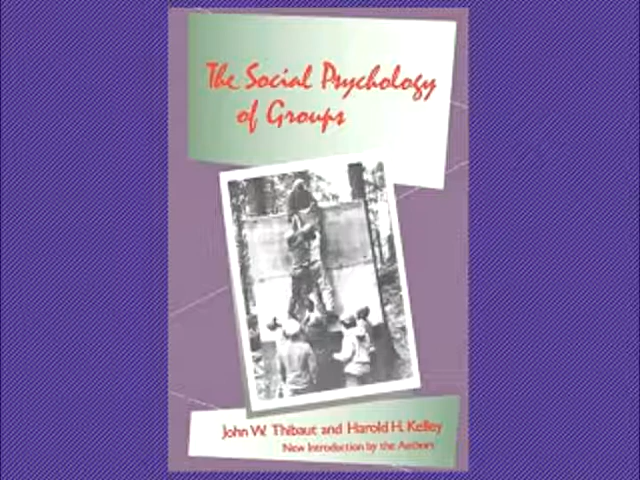 The Social Psychology
of Groups
John W. Thibaut and Harold H. Kelley
New Introduction by the Authors